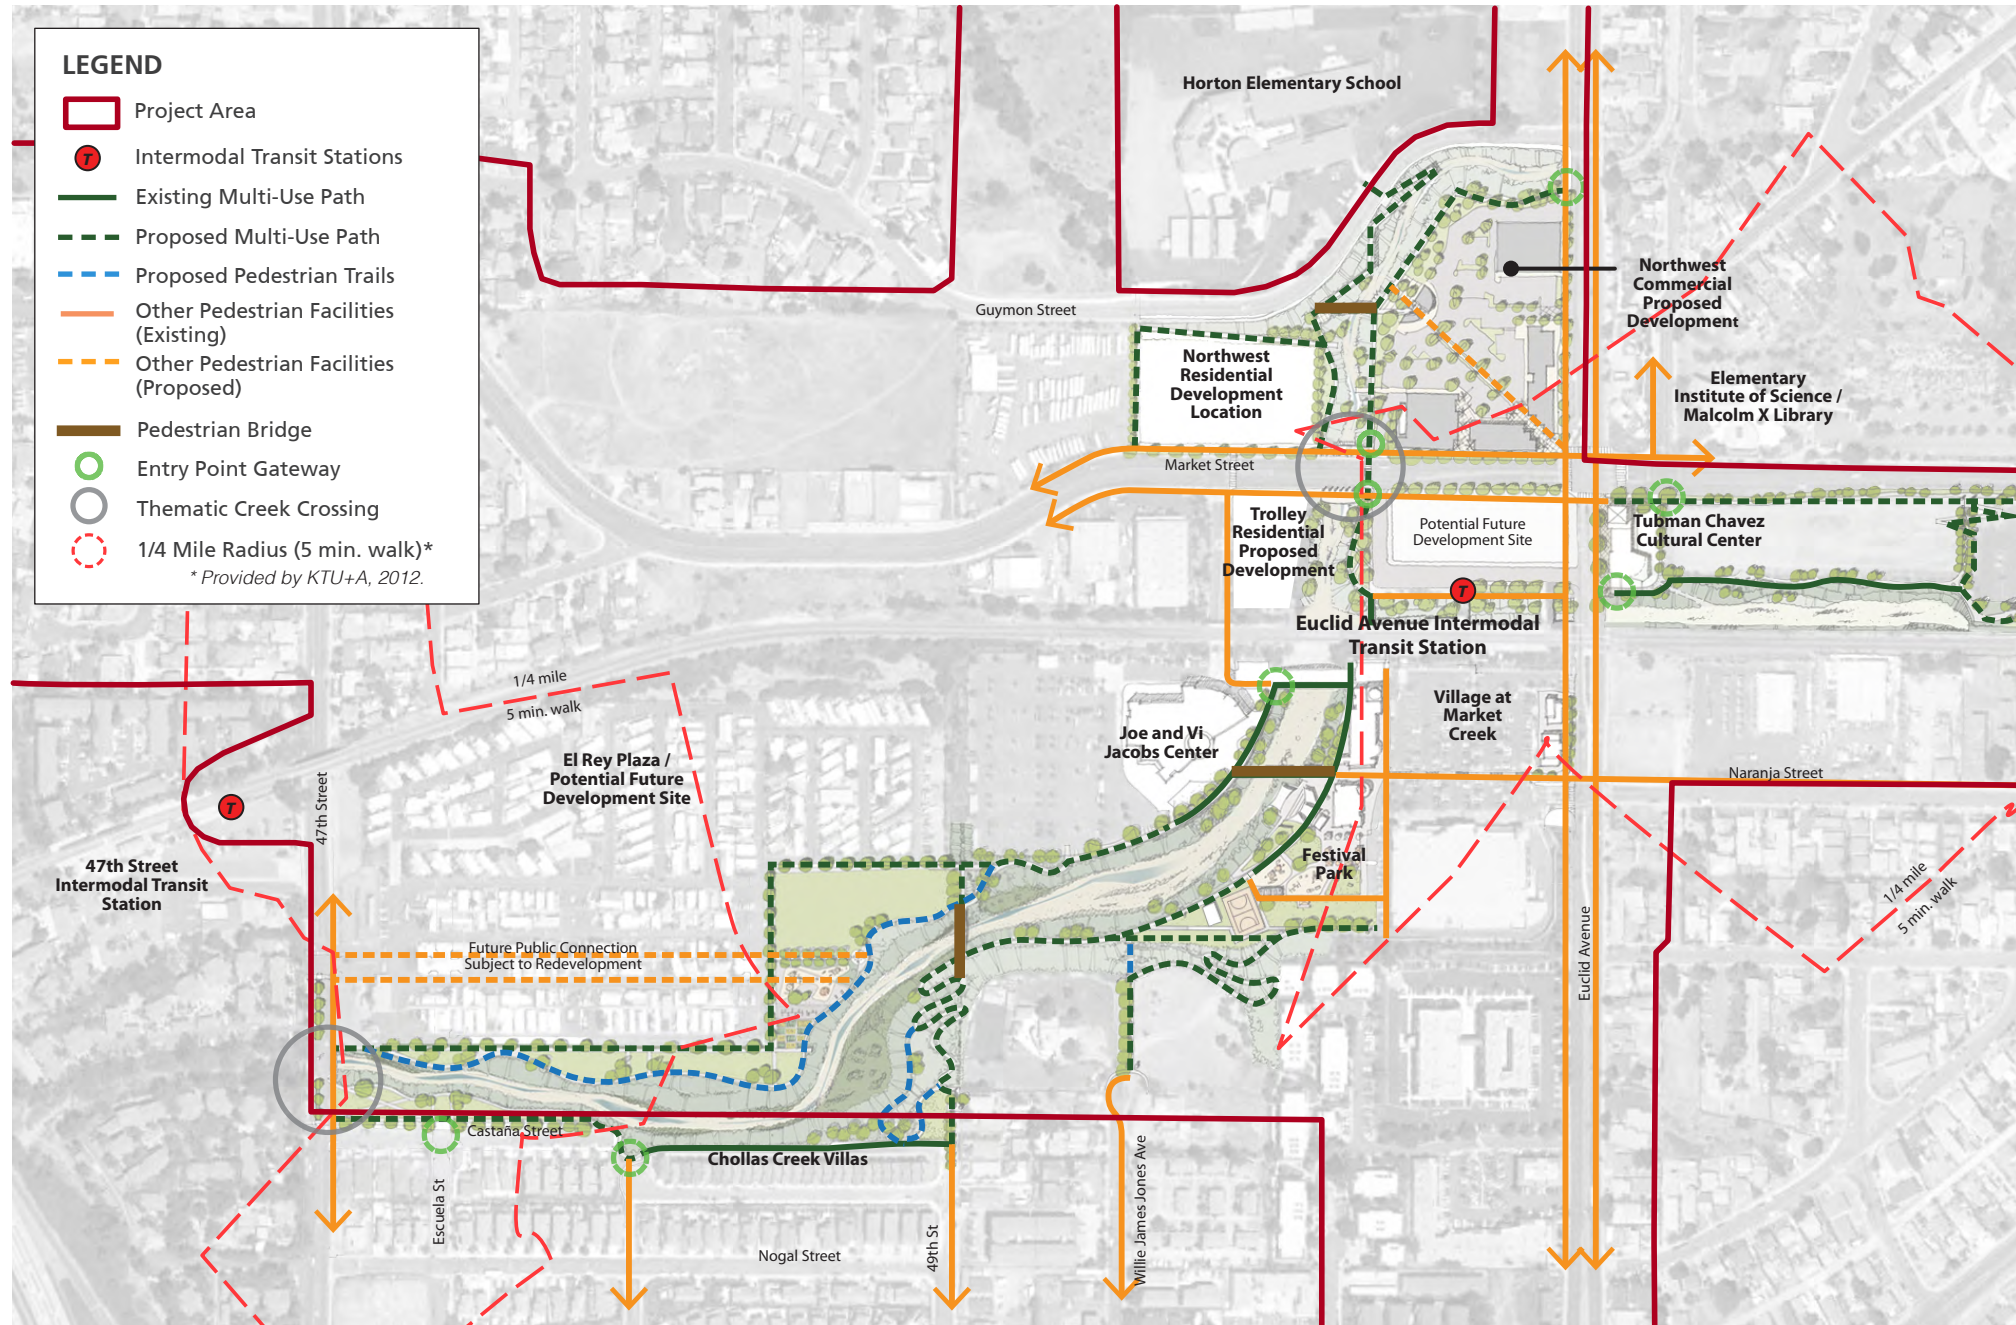 LEGEND
Project Area
T
Intermodal Transit Stations
Existing Multi-Use Path
Proposed Multi-Use Path
Proposed Pedestrian Trails
Other Pedestrian Facilities
(Existing)
Other Pedestrian Facilities
(Proposed)
Pedestrian Bridge
Entry Point Gateway
Thematic Creek Crossing
1/4 Mile Radius (5 min. walk)*
* Provided by KTU+A, 2012.
Horton Elementary School
Guymon Street
Northwest
Commercial
Proposed
Development
Northwest
Residential
Development
Location
Elementary
Institute of Science /
Malcolm X Library
Market Street
Trolley
Residential
Proposed
Development
Potential Future
Development Site
Tubman Chavez
Cultural Center
T
Euclid Avenue Intermodal
Transit Station
1/4 mile
5 min. walk
Village at
Market
Creek
Joe and Vi
Jacobs Center
El Rey Plaza /
Potential Future
Development Site
Naranja Street
T
47th Street
47th Street
Intermodal Transit
Station
Festival
Park
1/4 mile
5 min. walk
Euclid Avenue
Future Public Connection
Subject to Redevelopment
Castaña Street
Chollas Creek Villas
Escuela St
Nogal Street
49th St
Willie James Jones Ave